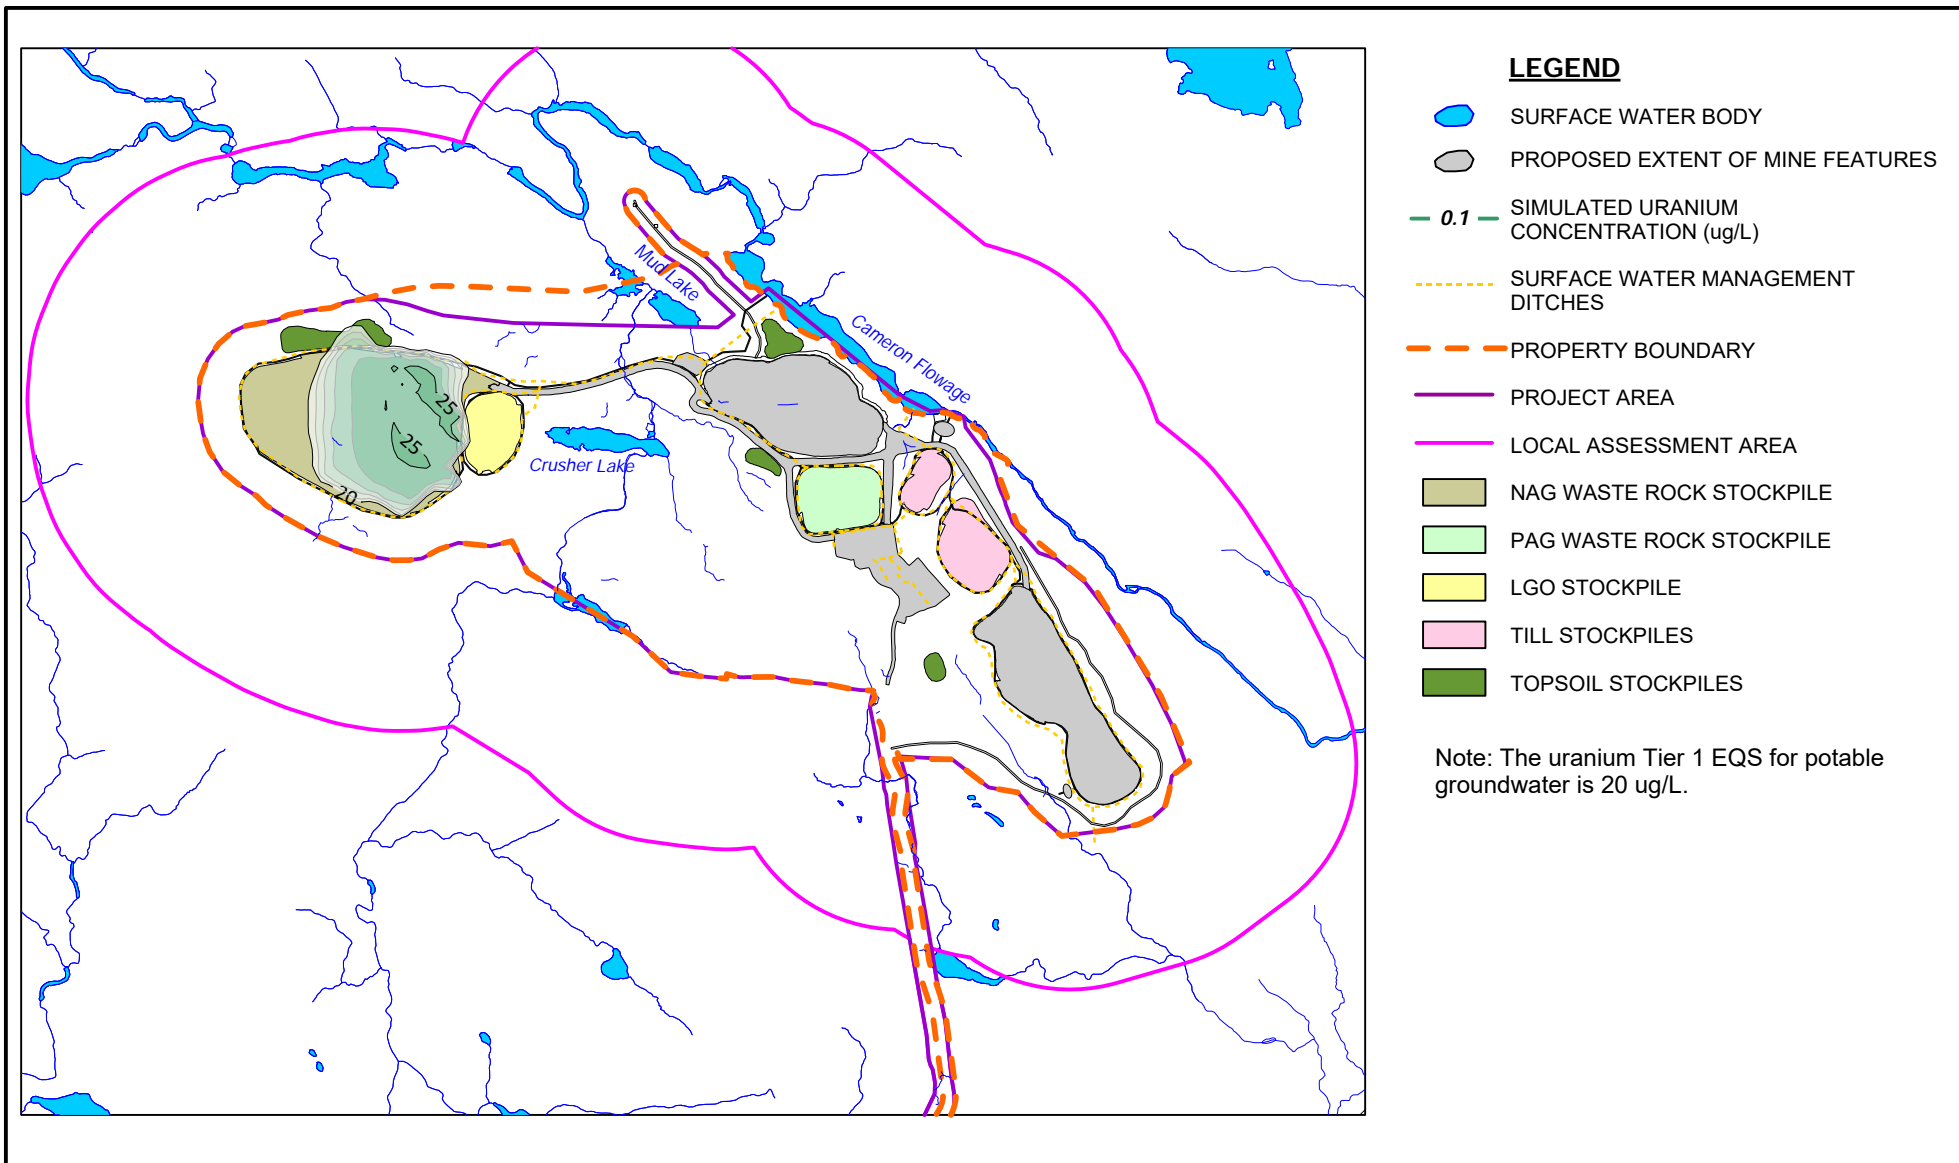 LEGEND
SURFACE WATER BODY
PROPOSED EXTENT OF MINE FEATURES
0.1
SIMULATED URANIUM
CONCENTRATION (ug/L)
SURFACE WATER MANAGEMENT
DITCHES
PROPERTY BOUNDARY
PROJECT AREA
LOCAL ASSESSMENT AREA
NAG WASTE ROCK STOCKPILE
PAG WASTE ROCK STOCKPILE
LGO STOCKPILE
TILL STOCKPILES
TOPSOIL STOCKPILES
Note: The uranium Tier 1 EQS for potable
groundwater is 20 ug/L.
Mud Lake
Cameron Flowage
Crusher Lake
25
25
20